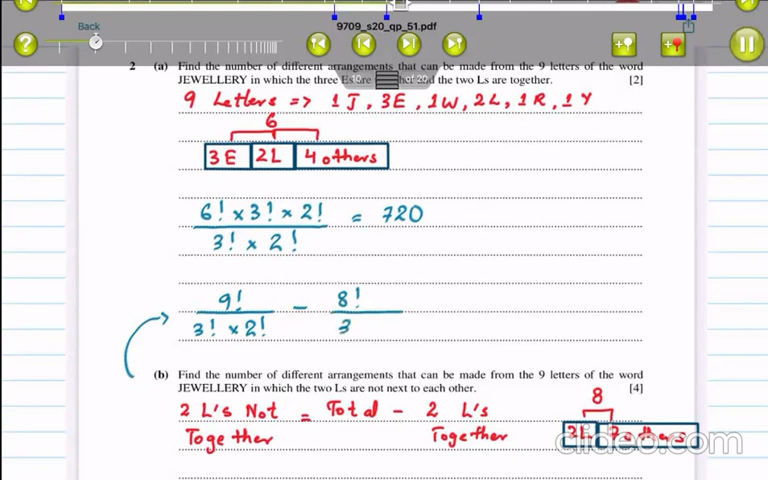 Back
9709_s20_qp_51.pdf
2 (a) Find the number of different arrangements that can be made from the 9 letters of the word
JEWELLERY in which the three Es are the two Ls are together. [2]
of 20
9 Letters => 1 J, 3E, 1W, 2L, 1R, 1Y
6
3E 2L 4 others
6! x 3! x 2! = 720
3! x 2!
9! - 8!
3! x 2! 3
(b) Find the number of different arrangements that can be made from the 9 letters of the word
JEWELLERY in which the two Ls are not next to each other. [4]
8
2 L's Not = Total - 2 L's
Together Together
2L 7 others
clideo.com